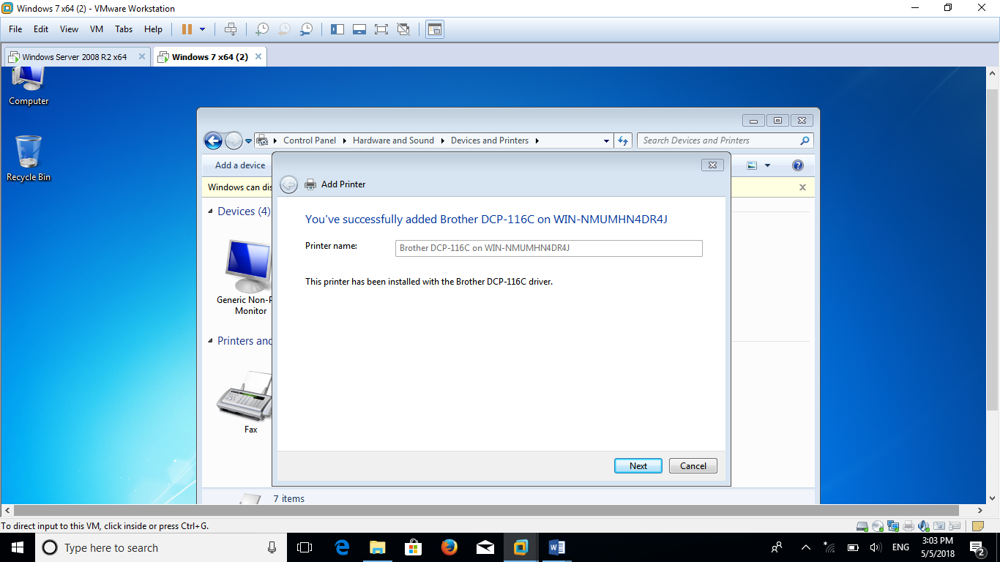 Windows 7 x64 (2) - VMware Workstation
File Edit View VM Tabs Help
Windows Server 2008 R2 x64 Windows 7 x64 (2)
Computer
Recycle Bin
Control Panel Hardware and Sound Devices and Printers Search Devices and Printers
Add a device
Windows can dis
Add Printer
Devices (4)
You've successfully added Brother DCP-116C on WIN-NMUMHN4DR4J
Printer name: Brother DCP-116C on WIN-NMUMHN4DR4J
This printer has been installed with the Brother DCP-116C driver.
Generic Non-P
Monitor
Printers and
Fax
Next Cancel
7 items
To direct input to this VM, click inside or press Ctrl+G.
Type here to search
ENG
3:03 PM
5/5/2018
2